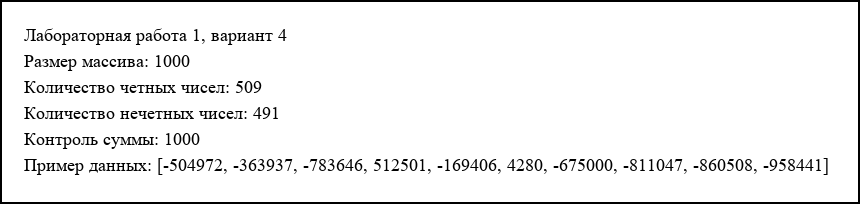 Лабораторная работа 1, вариант 4
Размер массива: 1000
Количество четных чисел: 509
Количество нечетных чисел: 491
Контроль суммы: 1000
Пример данных: [-504972, -363937, -783646, 512501, -169406, 4280, -675000, -811047, -860508, -958441]